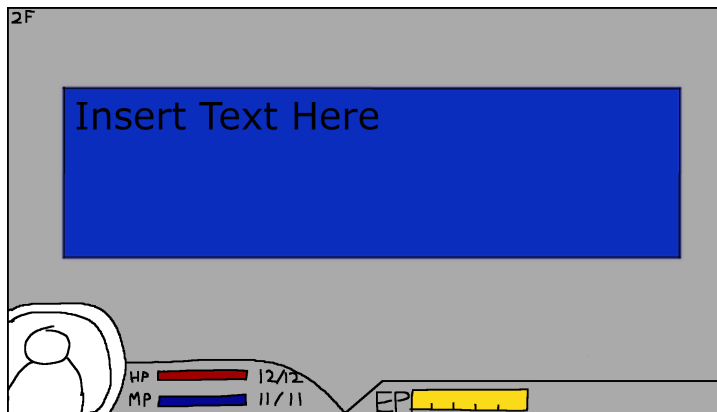 2F
Insert Text Here
HP 12/12
MP 11/11
EP